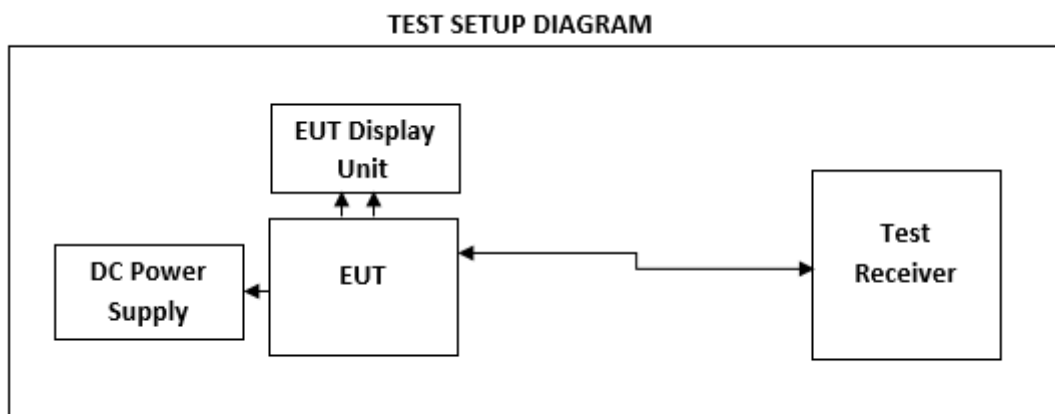 TEST SETUP DIAGRAM
EUT Display
Unit
DC Power
Supply
EUT
Test
Receiver